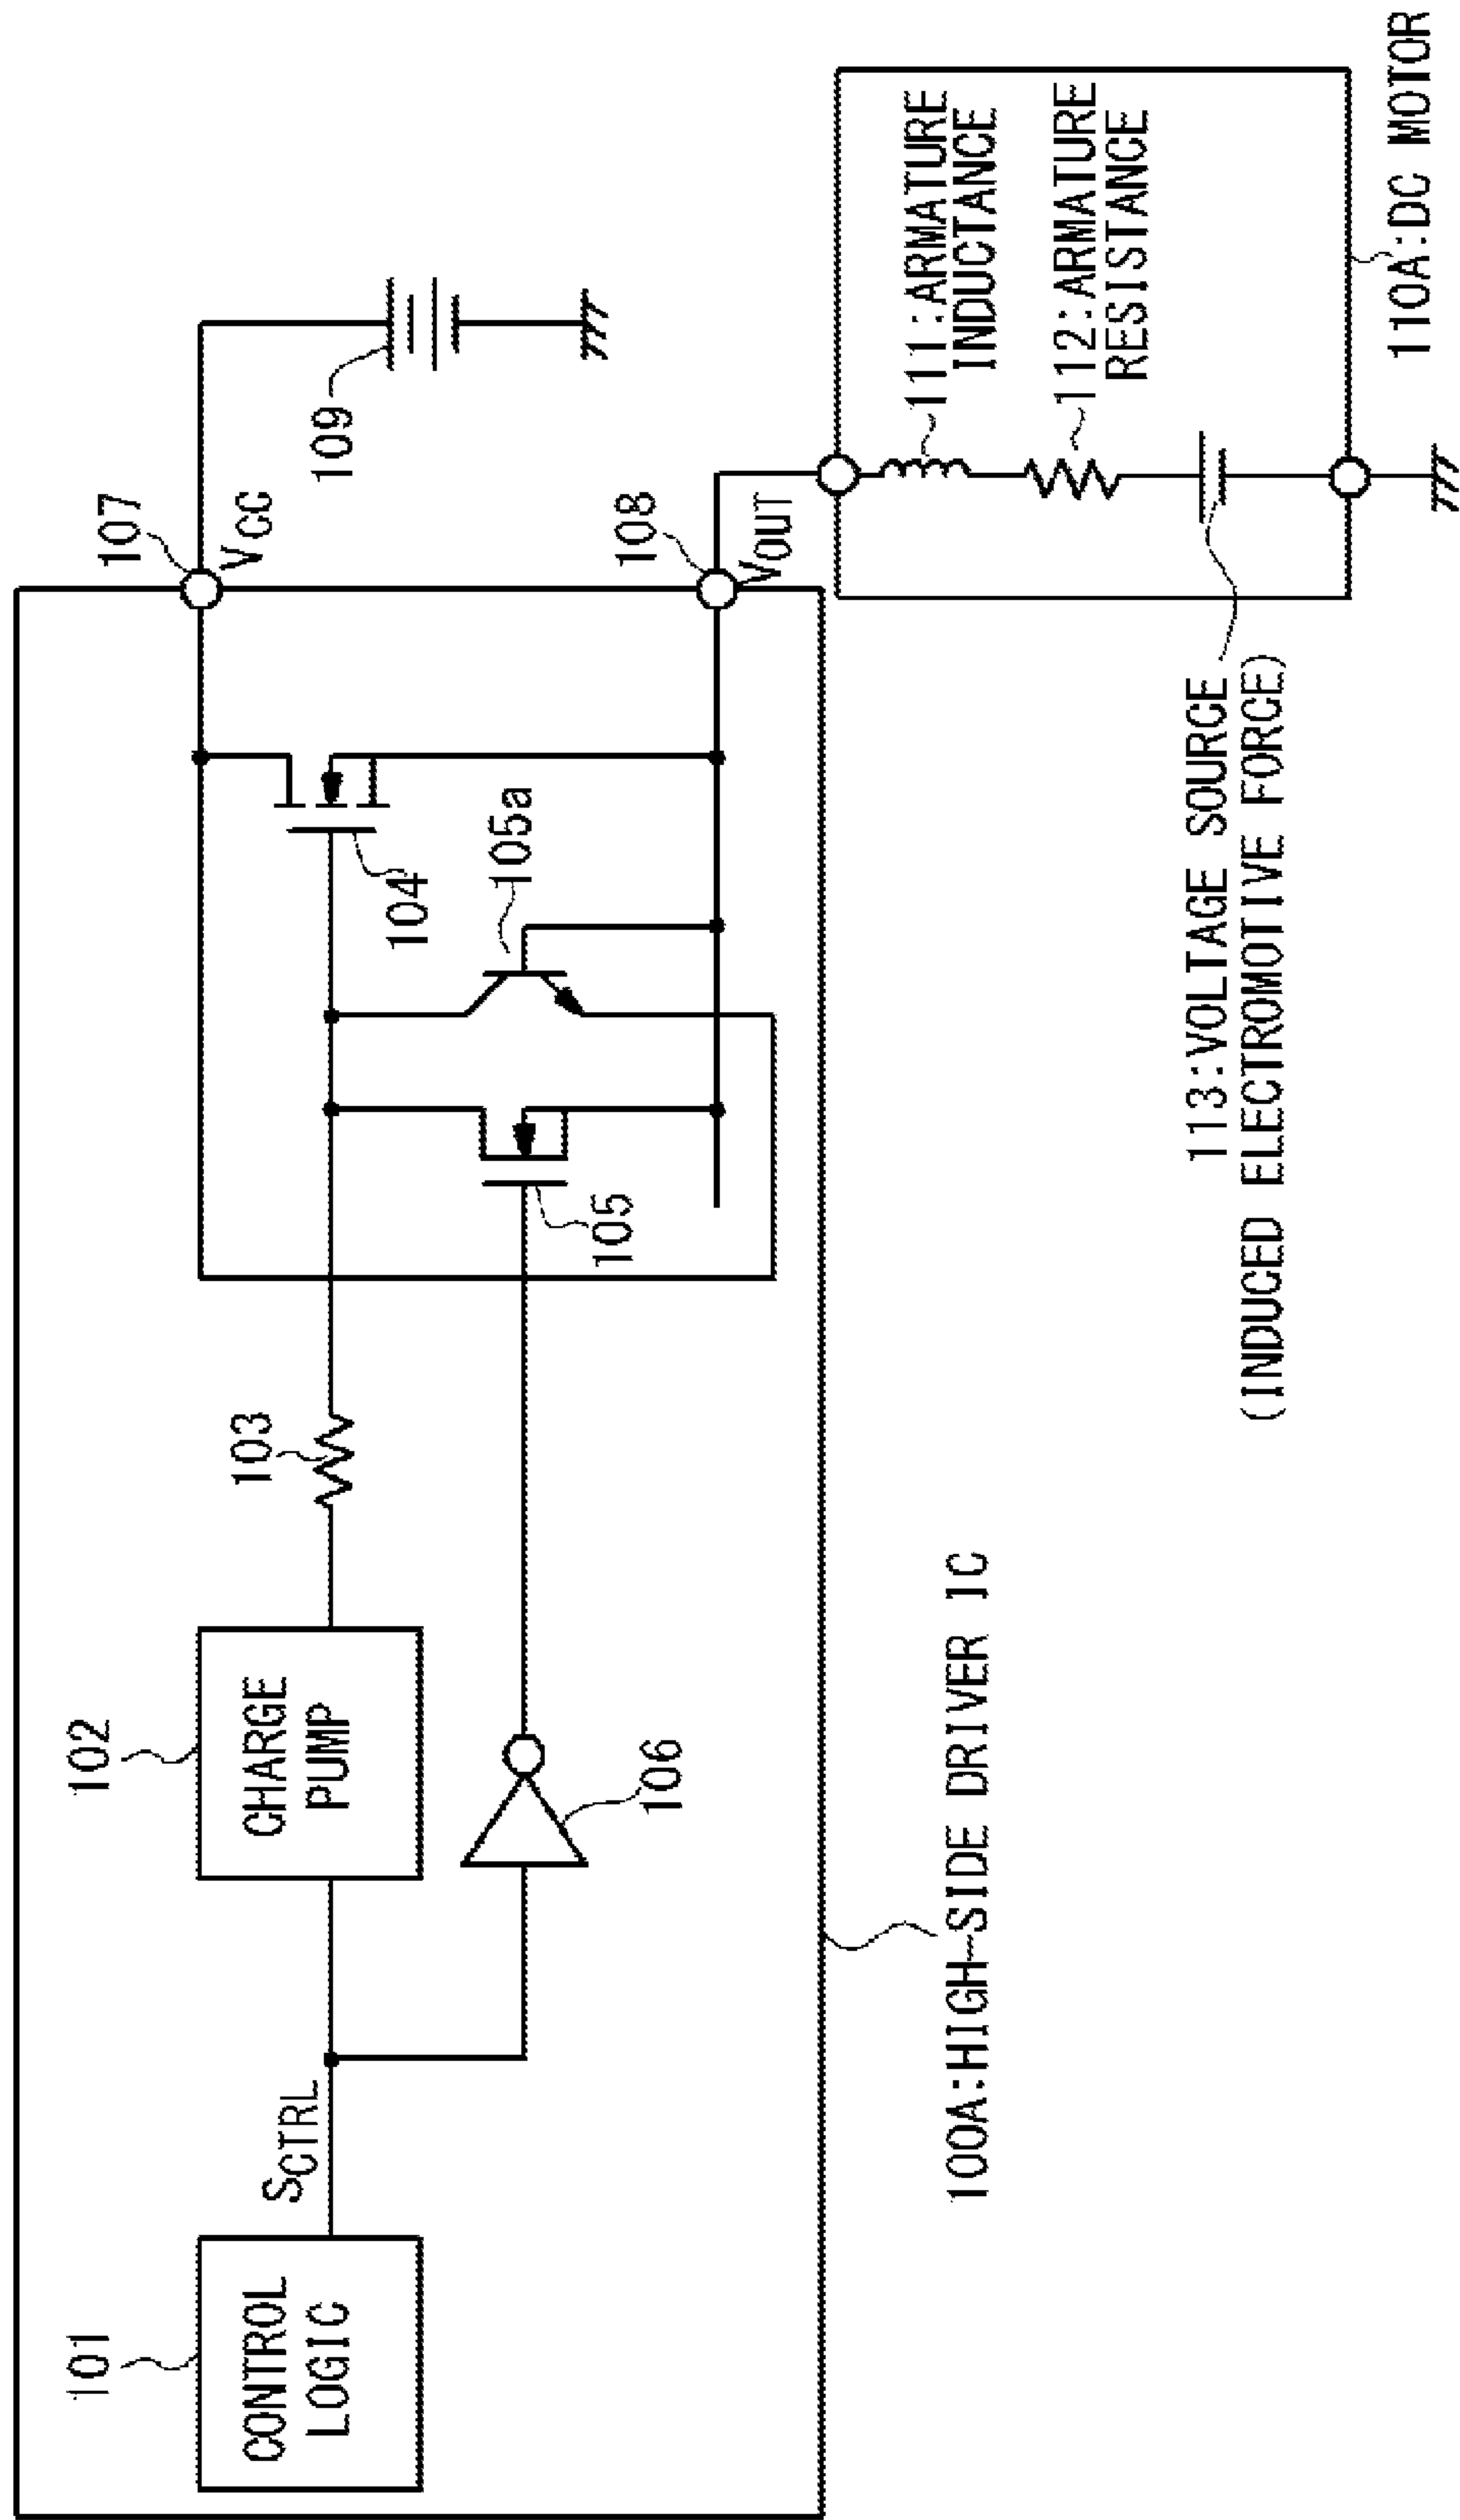 101
CONTROL
LOGIC
SCTRL
102
CHARGE
PUMP
103
106
105
105a
104
107
VCC
108
VOUT
109
100A:HIGH-SIDE DRIVER IC
111:ARMATURE
INDUCTANCE
112:ARMATURE
RESISTANCE
113:VOLTAGE SOURCE
(INDUCED ELECTROMOTIVE FORCE)
110A:DC MOTOR